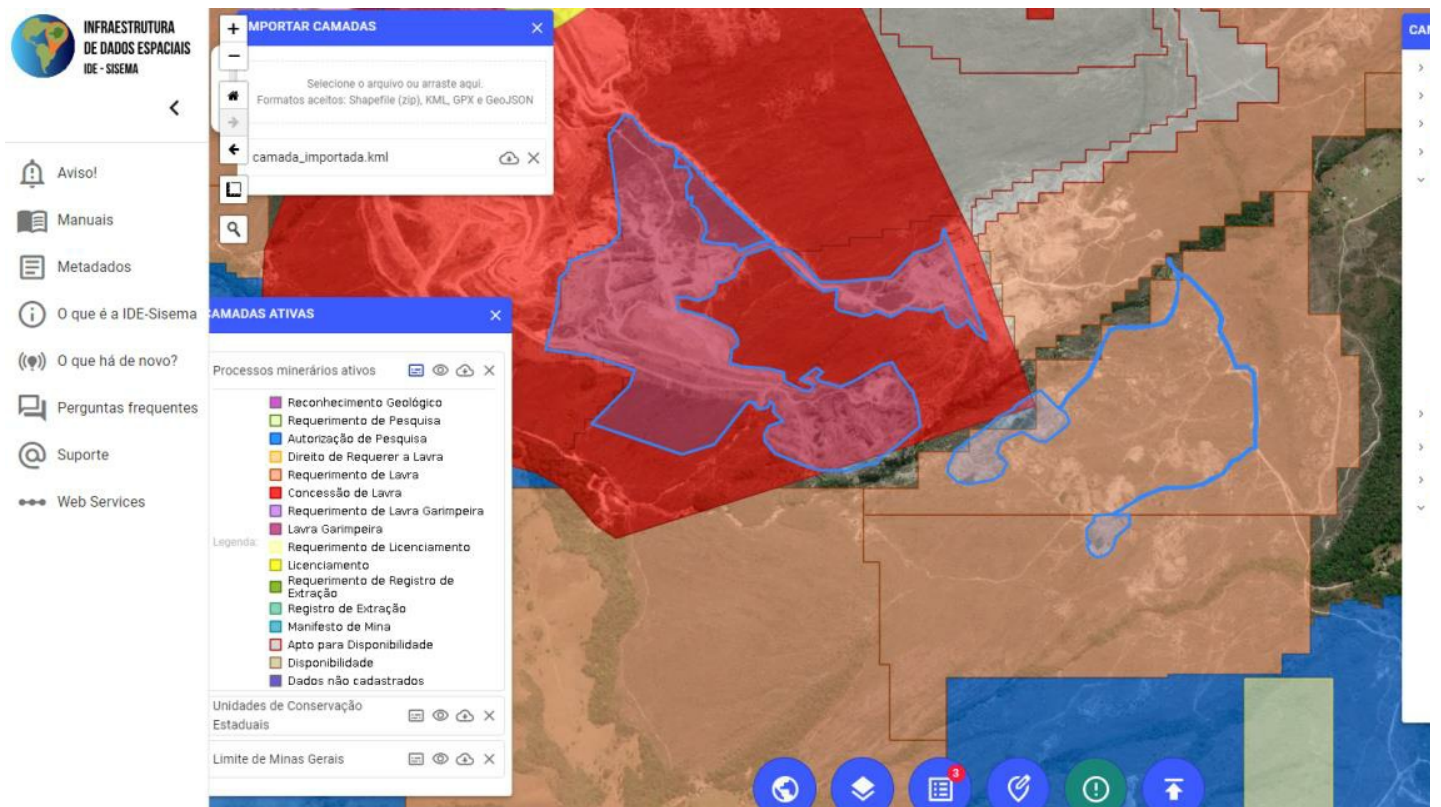 INFRAESTRUTURA
DE DADOS ESPACIAIS
IDE - SISEMA
Aviso!
Manuais
Metadados
O que é a IDE-Sisema
O que há de novo?
Perguntas frequentes
Suporte
Web Services
IMPORTAR CAMADAS
Selecione o arquivo ou arraste aqui.
Formatos aceitos: Shapefile (zip), KML, GPX e GeoJSON
camada_importada.kml
CAMADAS ATIVAS
Processos minerários ativos
Legenda:
Reconhecimento Geológico
Requerimento de Pesquisa
Autorização de Pesquisa
Direito de Requerer a Lavra
Requerimento de Lavra
Concessão de Lavra
Requerimento de Lavra Garimpeira
Lavra Garimpeira
Requerimento de Licenciamento
Licenciamento
Requerimento de Registro de
Extração
Registro de Extração
Manifesto de Mina
Apto para Disponibilidade
Disponibilidade
Dados não cadastrados
Unidades de Conservação
Estaduais
Limite de Minas Gerais
3
CAM